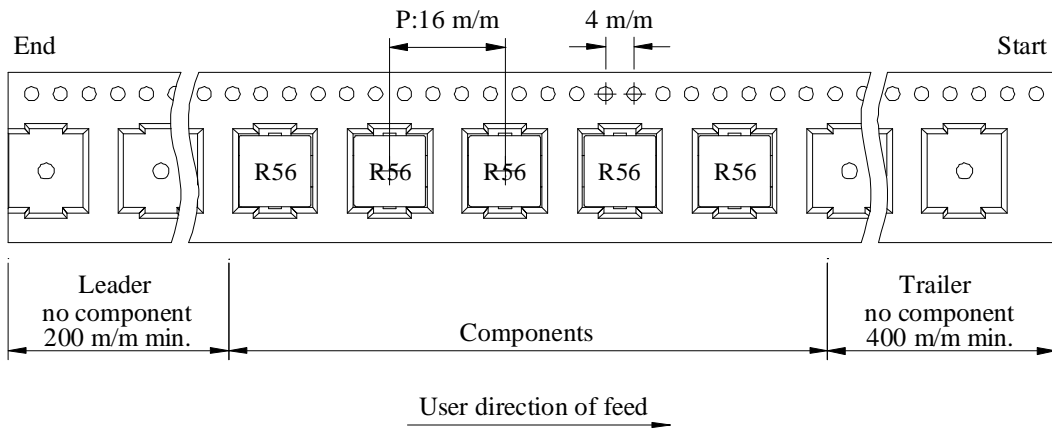 P:16 m/m
4 m/m
End
Start
R56
R56
R56
R56
R56
Leader
no component
200 m/m min.
Components
Trailer
no component
400 m/m min.
User direction of feed